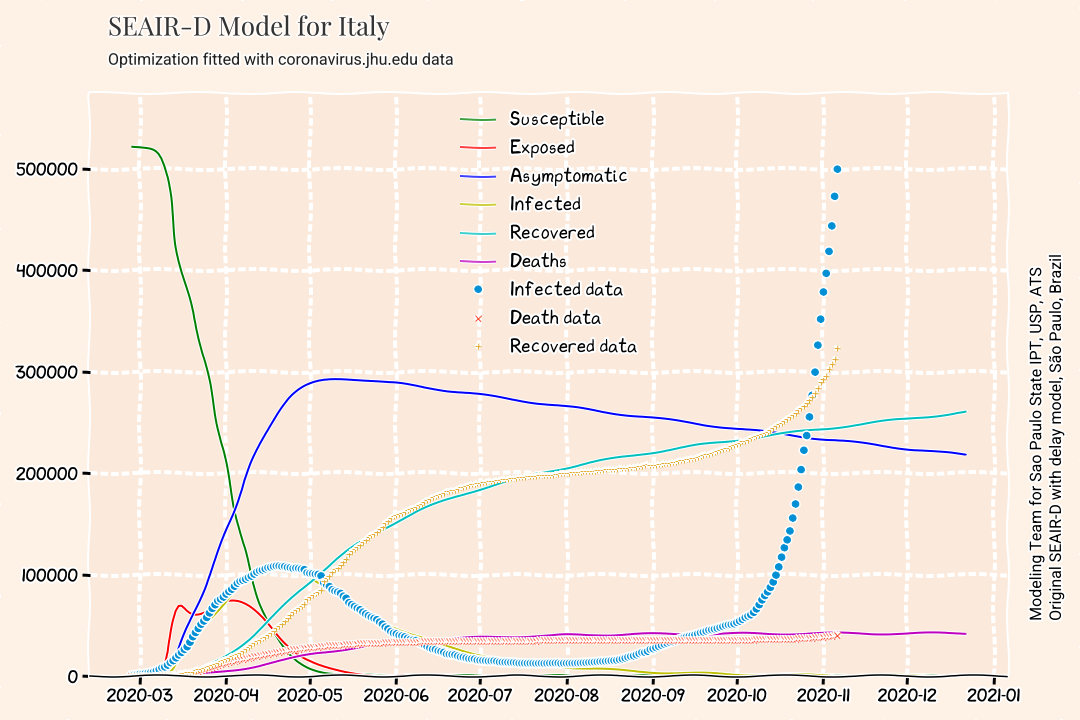 SEAIR-D Model for Italy
Optimization fitted with coronavirus.jhu.edu data
Susceptible
Exposed
Asymptomatic
Infected
Recovered
Deaths
Infected data
Death data
Recovered data
500000
400000
300000
200000
100000
0
2020-03 2020-04 2020-05 2020-06 2020-07 2020-08 2020-09 2020-10 2020-11 2020-12 2021-01
Modeling Team for Sao Paulo State IPT, USP, ATS
Original SEAIR-D with delay model, São Paulo, Brazil